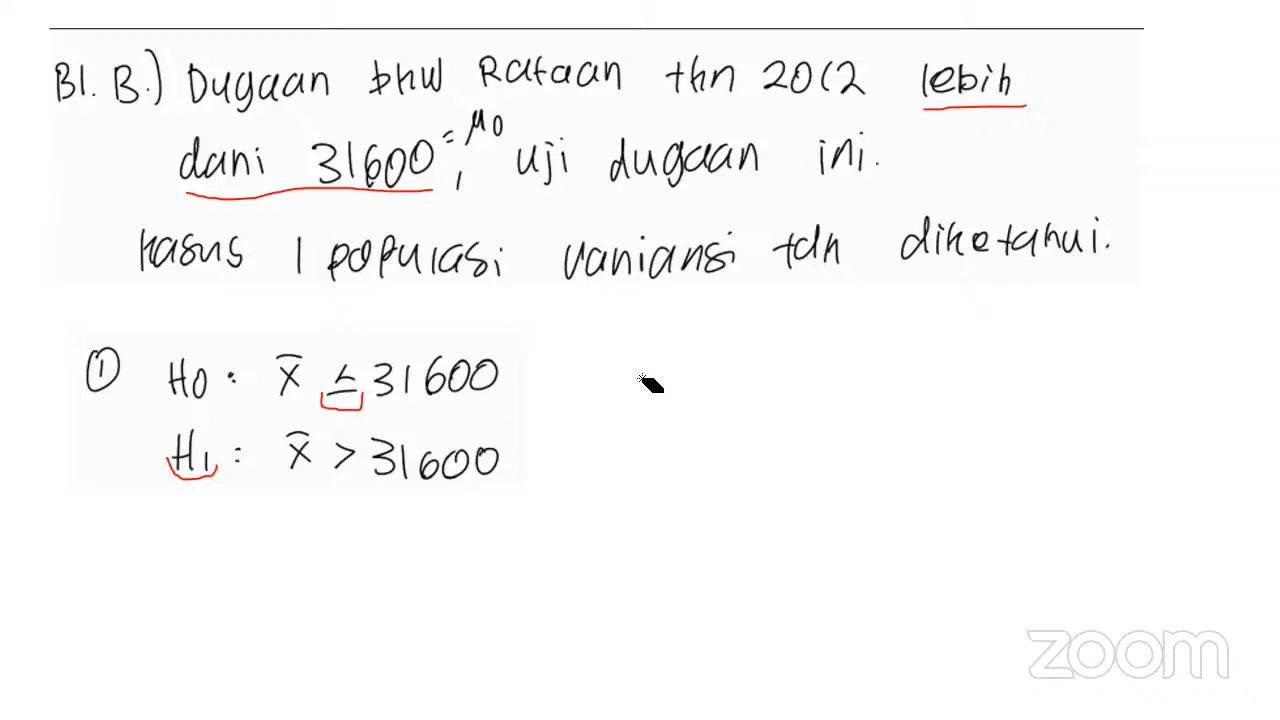 B1. B.) Dugaan bhw Rataan thn 2012 lebih
dari 31600 = μ0, uji dugaan ini.
kasus 1 populasi variansi tdk diketahui.
① H0: x̄ ≤ 31600
H1: x̄ > 31600
zoom